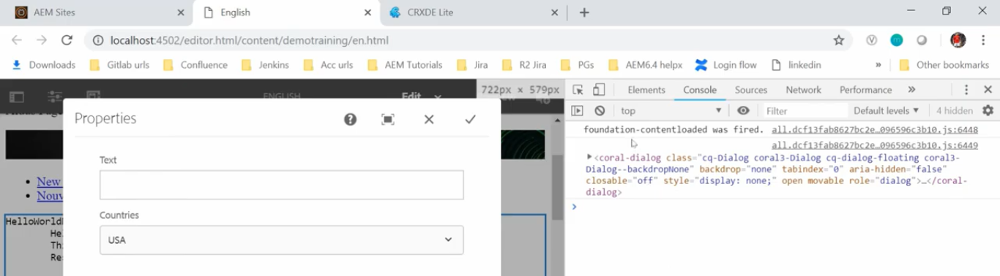 AEM Sites
English
CRXDE Lite
localhost:4502/editor.html/content/demotraining/en.html
Downloads Gitlab urls Confluence Jenkins Acc urls AEM Tutorials Jira R2 Jira PGs AEM6.4 helpx Login flow linkedin » Other bookmarks
ENGLISH Edit
722px × 579px
Properties
Text
Countries
USA
New
Nouv
HelloWorld
He
Th
Re
Elements Console Sources Network Performance »
top Filter Default levels ▼ 4 hidden
foundation-contentloaded was fired. all.dcf13fab8627bc2e…096596c3b10.js:6448
all.dcf13fab8627bc2e…096596c3b10.js:6449
<coral-dialog class="cq-Dialog coral3-Dialog cq-dialog-floating coral3-
Dialog--backdropNone" backdrop="none" tabindex="0" aria-hidden="false"
closable="off" style="display: none;" open movable role="dialog">…</coral-
dialog>